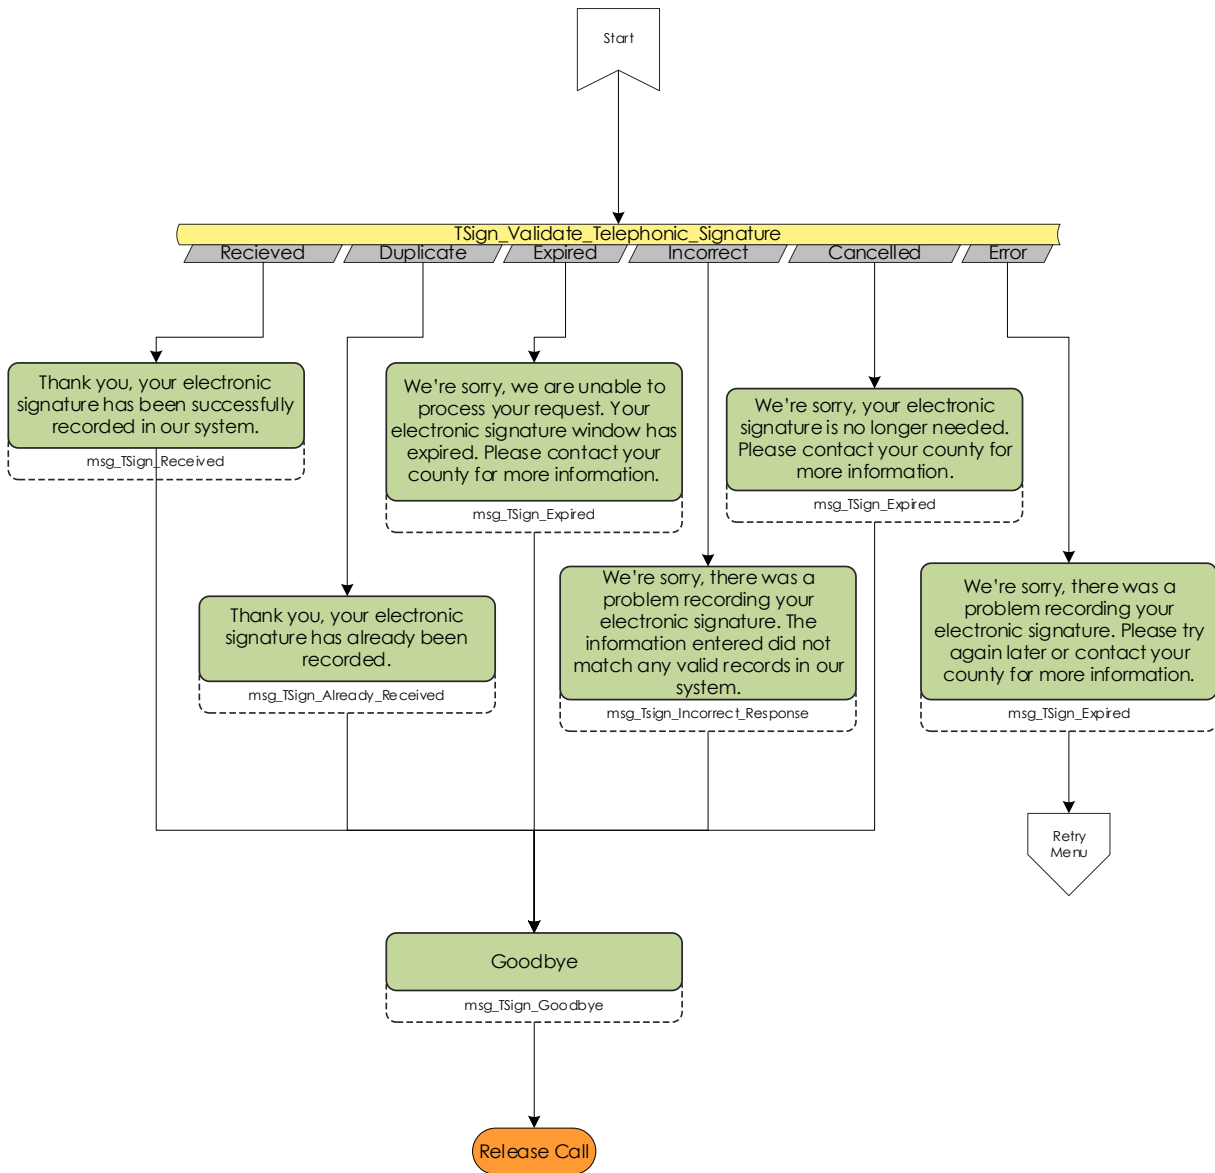 Start
TSign_Validate_Telephonic_Signature
Recieved
Duplicate
Expired
Incorrect
Cancelled
Error
Thank you, your electronic
signature has been successfully
recorded in our system.
msg_TSign_Received
We're sorry, we are unable to
process your request. Your
electronic signature window has
expired. Please contact your
county for more information.
msg_TSign_Expired
We're sorry, your electronic
signature is no longer needed.
Please contact your county for
more information.
msg_TSign_Expired
Thank you, your electronic
signature has already been
recorded.
msg_TSign_Already_Received
We're sorry, there was a
problem recording your
electronic signature. The
information entered did not
match any valid records in our
system.
msg_Tsign_Incorrect_Response
We're sorry, there was a
problem recording your
electronic signature. Please try
again later or contact your
county for more information.
msg_TSign_Expired
Retry
Menu
Goodbye
msg_TSign_Goodbye
Release Call